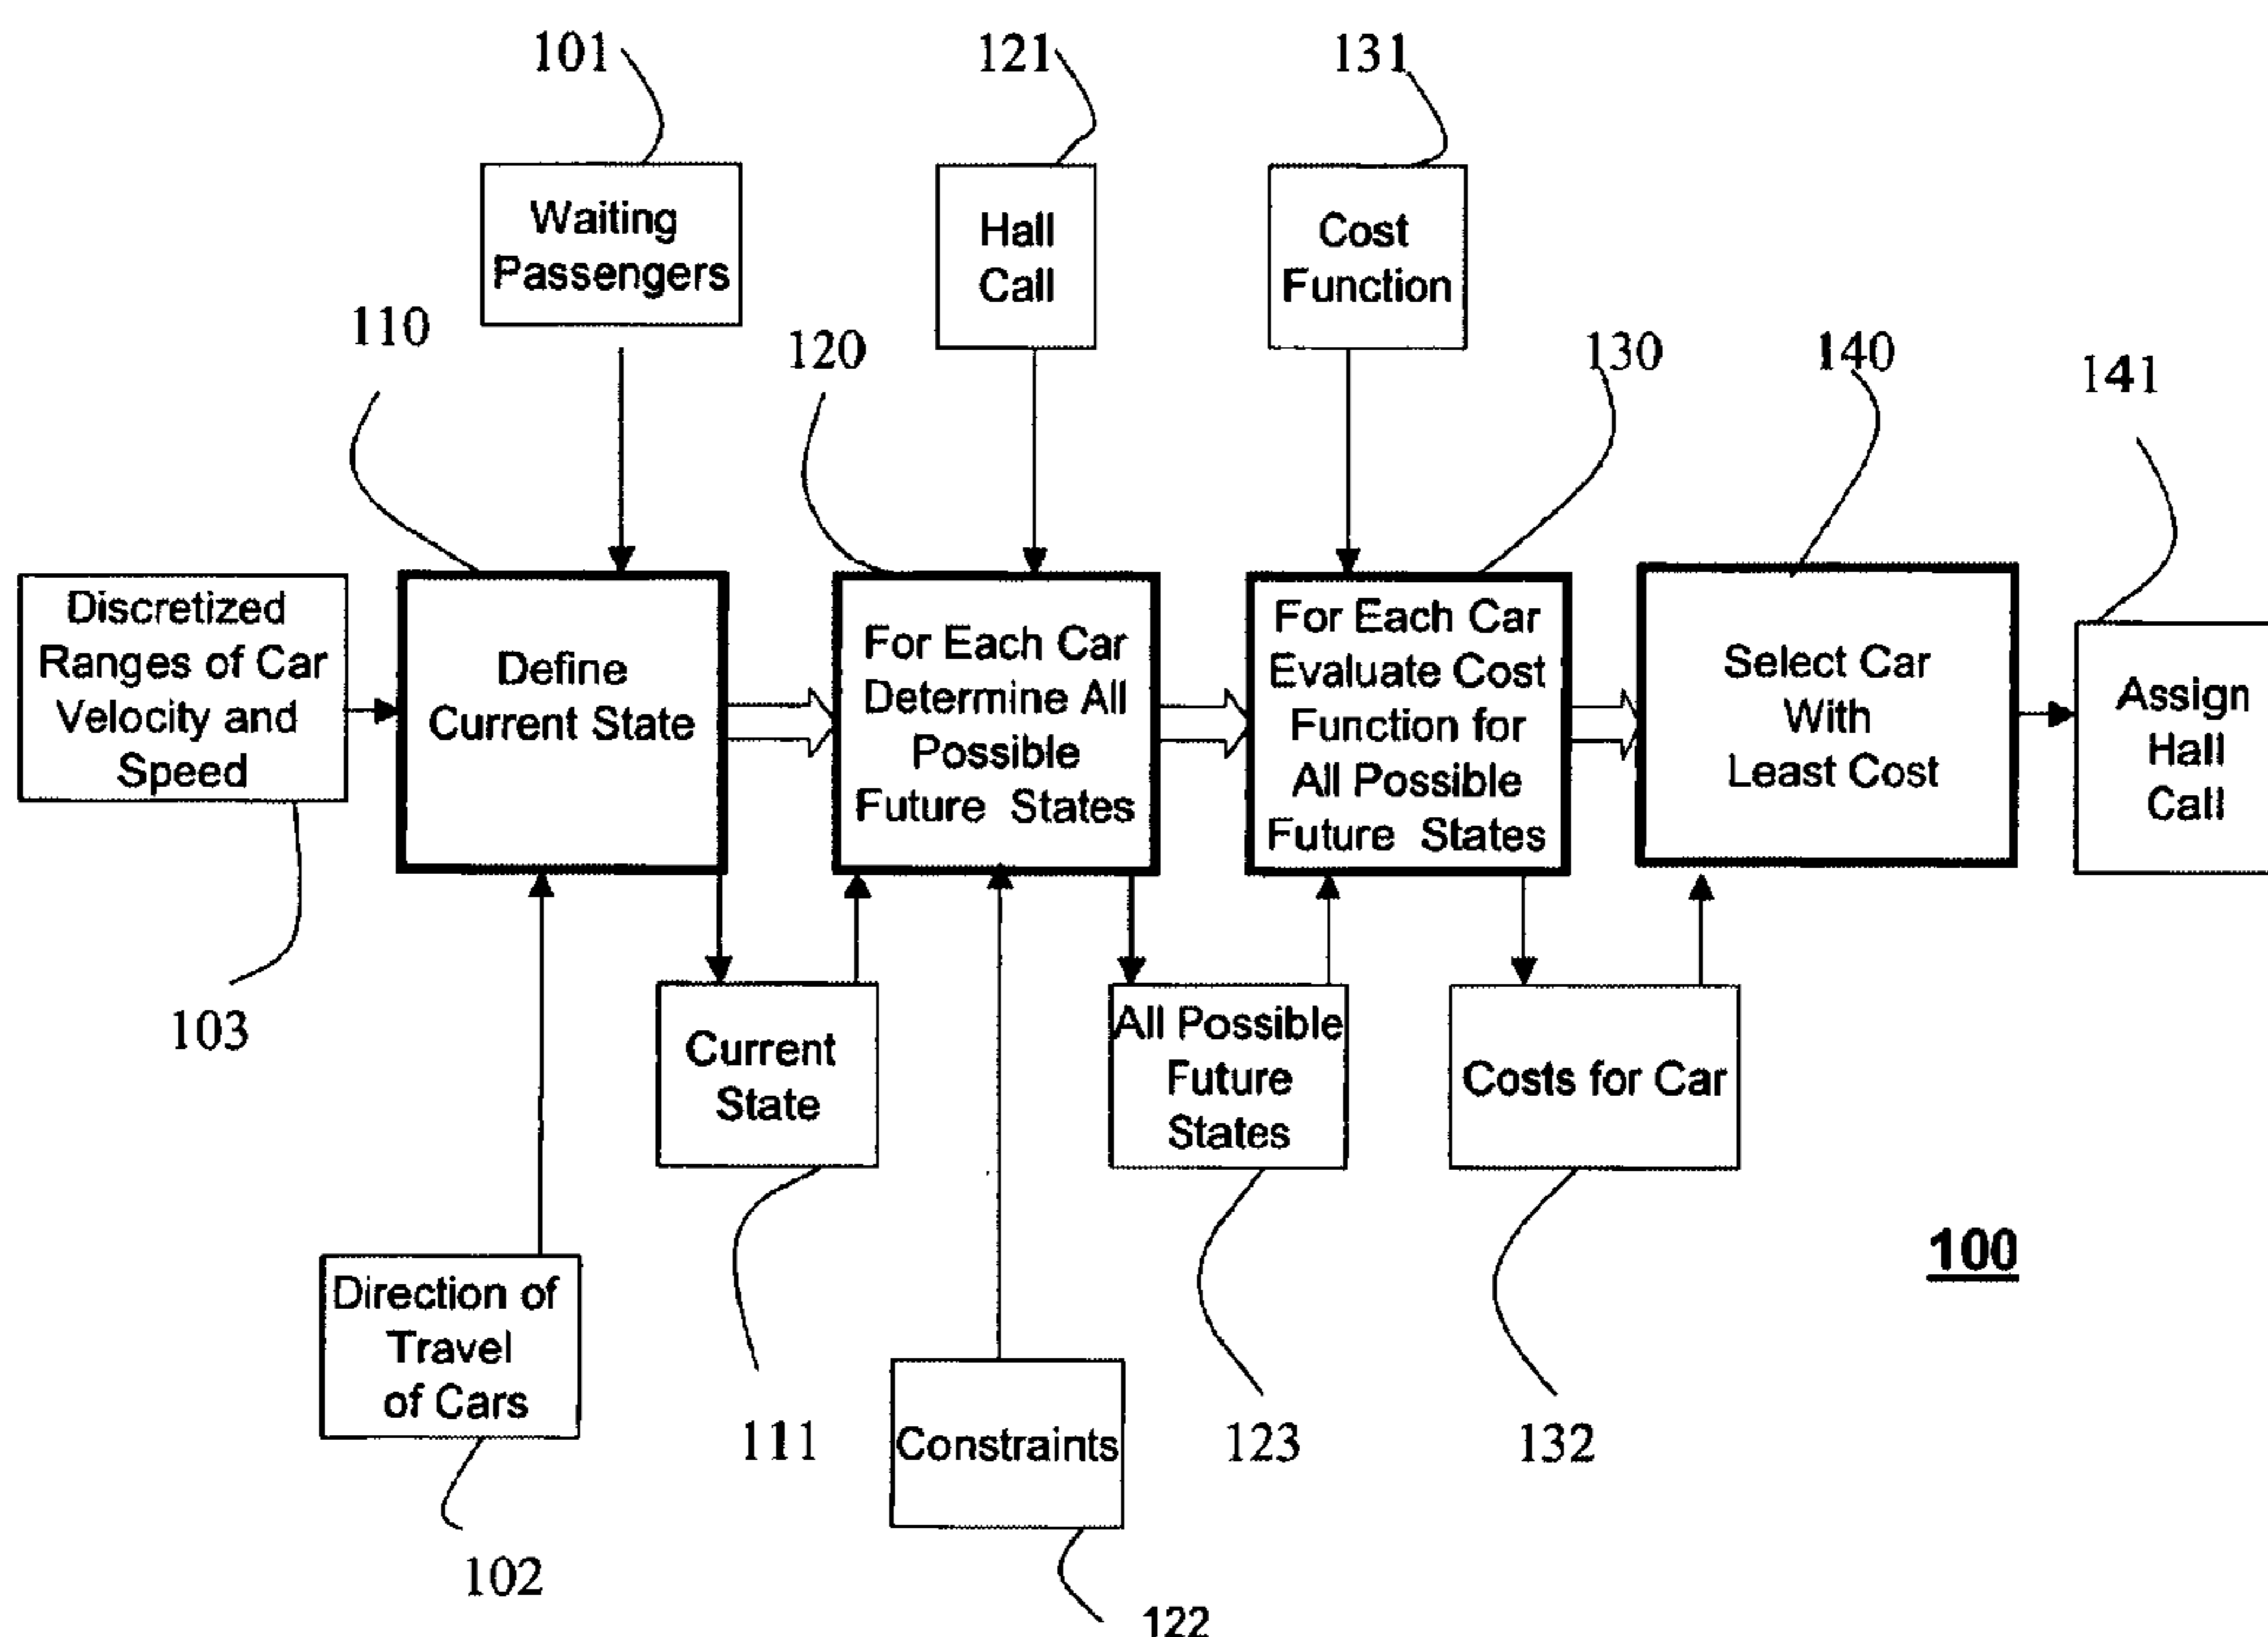 101
121
131
Waiting
Passengers
Hall
Call
Cost
Function
110
120
130
140
141
Discretized
Ranges of Car
Velocity and
Speed
Define
Current State
For Each Car
Determine All
Possible
Future States
For Each Car
Evaluate Cost
Function for
All Possible
Future States
Select Car
With
Least Cost
Assign
Hall
Call
103
Current
State
All Possible
Future
States
Costs for Car
100
Direction of
Travel
of Cars
111
Constraints
123
132
102
122